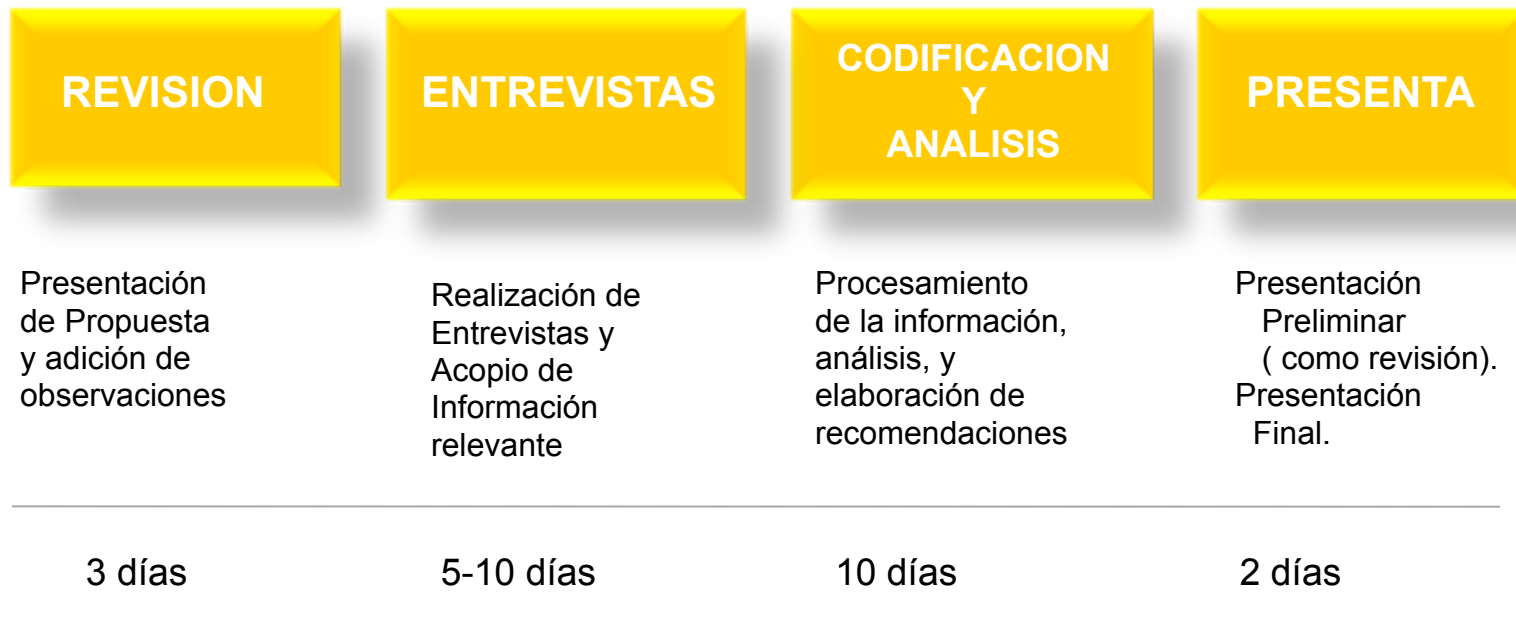 REVISION
ENTREVISTAS
CODIFICACION
Y
ANALISIS
PRESENTA
Presentación
de Propuesta
y adición de
observaciones
Realización de
Entrevistas y
Acopio de
Información
relevante
Procesamiento
de la información,
análisis, y
elaboración de
recomendaciones
Presentación
Preliminar
( como revisión).
Presentación
Final.
3 días
5-10 días
10 días
2 días